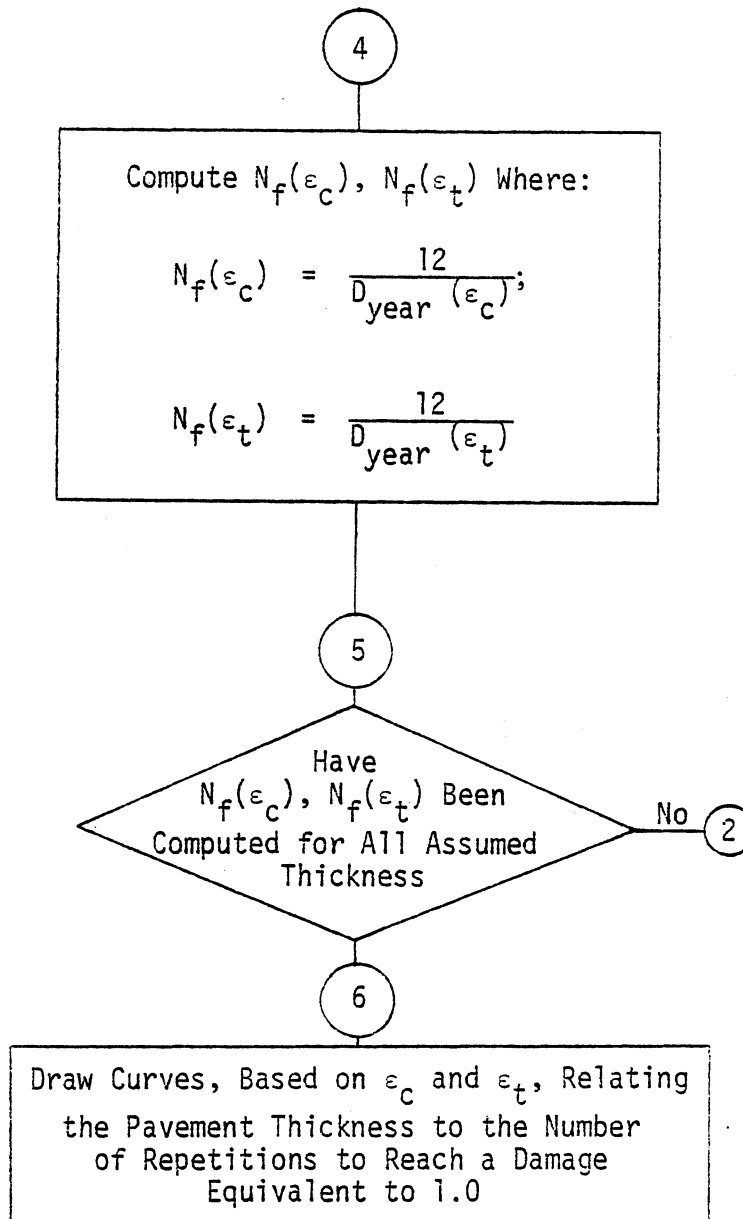 4
Compute N_f(ε_c), N_f(ε_t) Where:
N_f(ε_c) = 12 / D_year (ε_c);
N_f(ε_t) = 12 / D_year (ε_t)
5
Have
N_f(ε_c), N_f(ε_t) Been
Computed for All Assumed
Thickness
No
2
6
Draw Curves, Based on ε_c and ε_t, Relating
the Pavement Thickness to the Number
of Repetitions to Reach a Damage
Equivalent to 1.0